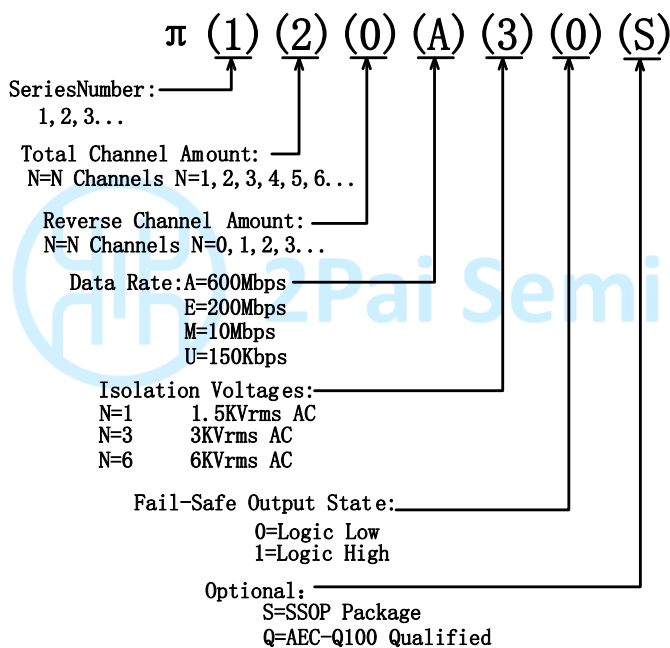 π (1) (2) (0) (A) (3) (0) (S)
SeriesNumber:
1,2,3...
Total Channel Amount:
N=N Channels N=1,2,3,4,5,6...
Reverse Channel Amount:
N=N Channels N=0,1,2,3...
Data Rate:A=600Mbps
E=200Mbps
M=10Mbps
U=150Kbps
2Pai Semi
Isolation Voltages:
N=1 1.5KVrms AC
N=3 3KVrms AC
N=6 6KVrms AC
Fail-Safe Output State:
0=Logic Low
1=Logic High
Optional:
S=SSOP Package
Q=AEC-Q100 Qualified